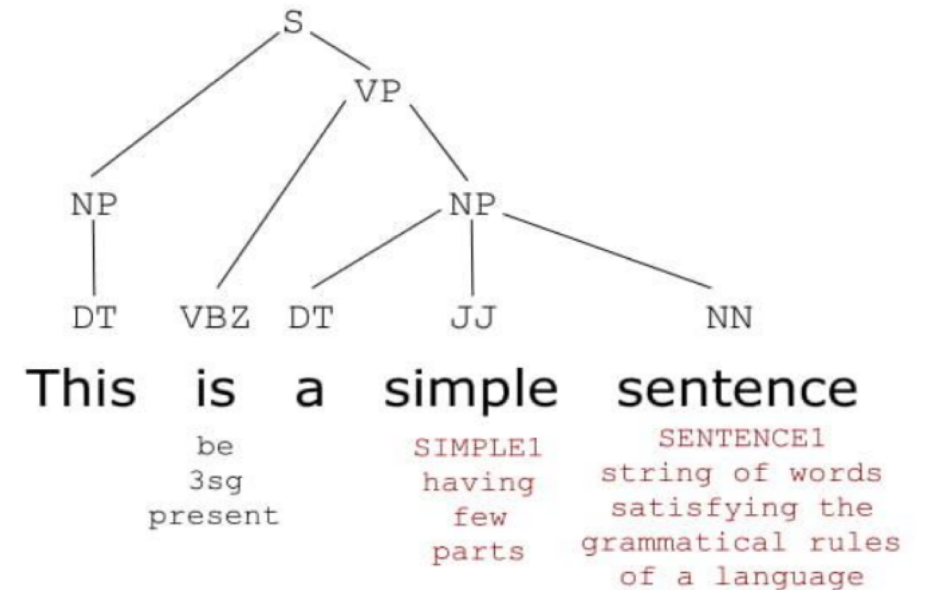 S
VP
NP NP
DT VBZ DT JJ NN
This is a simple sentence
be SIMPLE1 SENTENCE1
3sg having string of words
present few satisfying the
parts grammatical rules
of a language